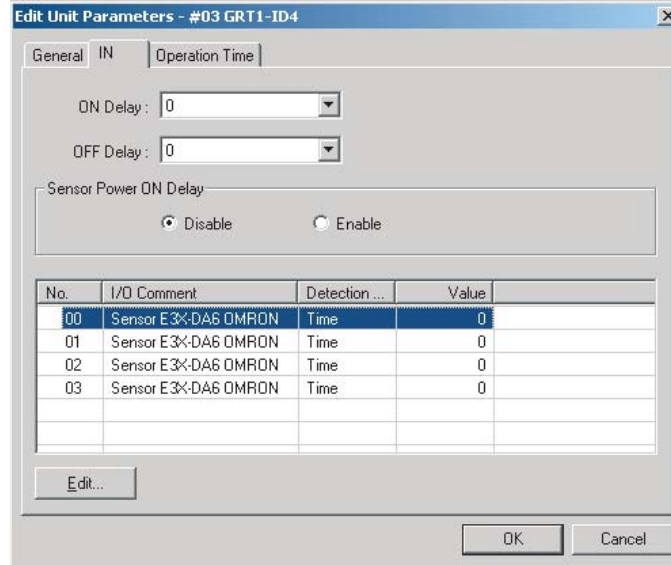 Edit Unit Parameters - #03 GRT1-ID4
General IN Operation Time
ON Delay : 0
OFF Delay : 0
Sensor Power ON Delay
Disable Enable
No. I/O Comment Detection ... Value
00 Sensor E3X-DA6 OMRON Time 0
01 Sensor E3X-DA6 OMRON Time 0
02 Sensor E3X-DA6 OMRON Time 0
03 Sensor E3X-DA6 OMRON Time 0
Edit...
OK Cancel